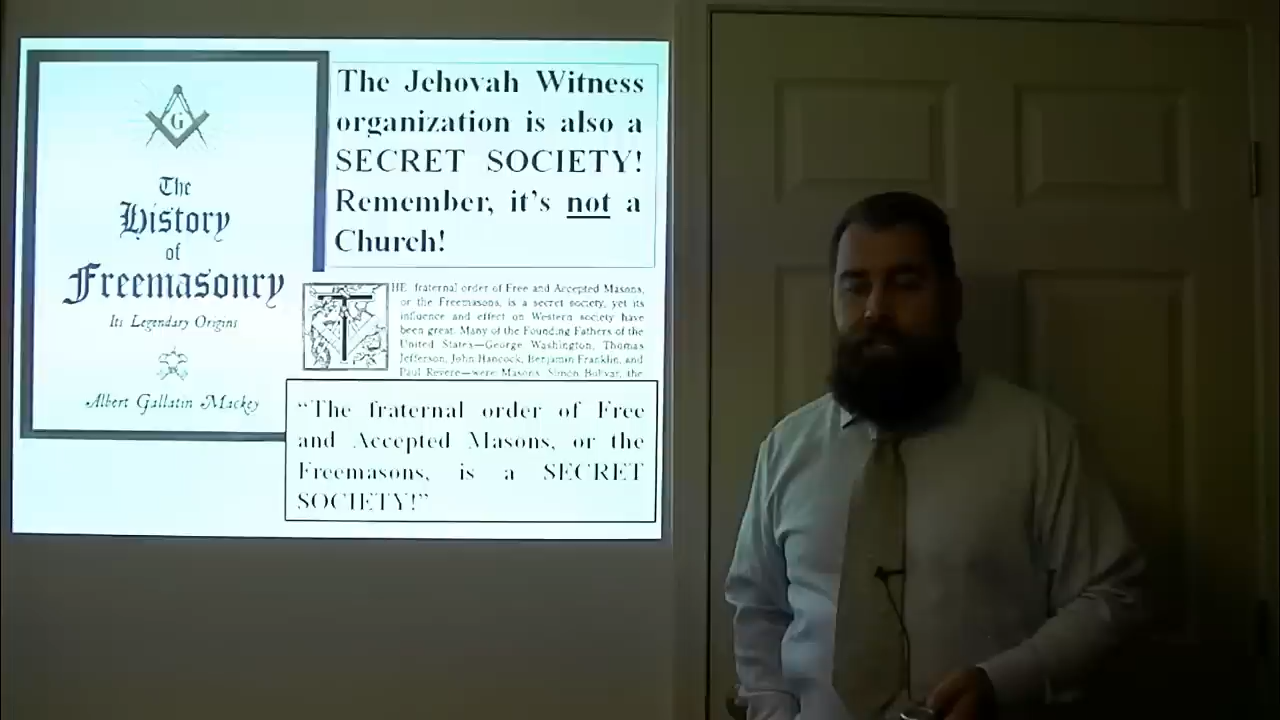 G
The
History
of
Freemasonry
Its Legendary Origins
Albert Gallatin Mackey
The Jehovah Witness
organization is also a
SECRET SOCIETY!
Remember, it's not a
Church!
THE fraternal order of Free and Accepted Masons,
or the Freemasons, is a secret society, yet its
influence and effect on Western society have
been great. Many of the Founding Fathers of the
United States—George Washington, Thomas
Jefferson, John Hancock, Benjamin Franklin, and
Paul Revere—were Masons. Simon Bolivar, the
“The fraternal order of Free
and Accepted Masons, or the
Freemasons, is a SECRET
SOCIETY!”